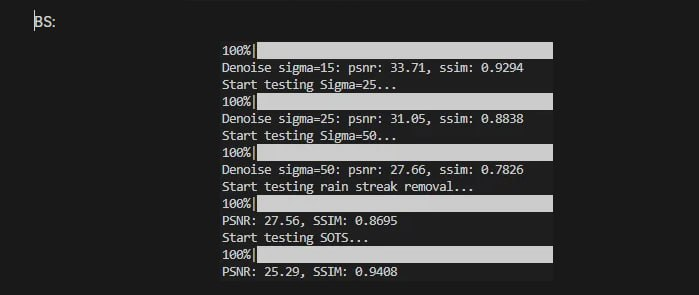 BS:
100%|
Denoise sigma=15: psnr: 33.71, ssim: 0.9294
Start testing Sigma=25...
100%|
Denoise sigma=25: psnr: 31.05, ssim: 0.8838
Start testing Sigma=50...
100%|
Denoise sigma=50: psnr: 27.66, ssim: 0.7826
Start testing rain streak removal...
100%|
PSNR: 27.56, SSIM: 0.8695
Start testing SOTS...
100%|
PSNR: 25.29, SSIM: 0.9408